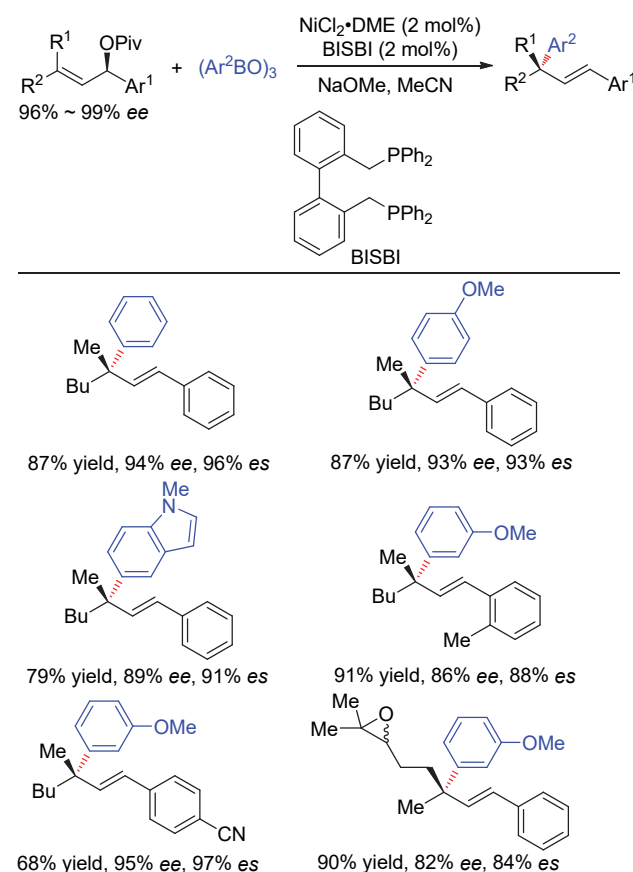 OPiv
R¹
R²
Ar¹
96% ~ 99% ee
+
(Ar²BO)₃
NiCl₂•DME (2 mol%)
BISBI (2 mol%)
NaOMe, MeCN
R¹
Ar²
R²
Ar¹
PPh₂
PPh₂
BISBI
Me
Bu
87% yield, 94% ee, 96% es
OMe
Me
Bu
87% yield, 93% ee, 93% es
Me
N
Me
Bu
79% yield, 89% ee, 91% es
OMe
Me
Bu
Me
91% yield, 86% ee, 88% es
OMe
Me
Bu
CN
68% yield, 95% ee, 97% es
Me
Me
O
OMe
Me
90% yield, 82% ee, 84% es